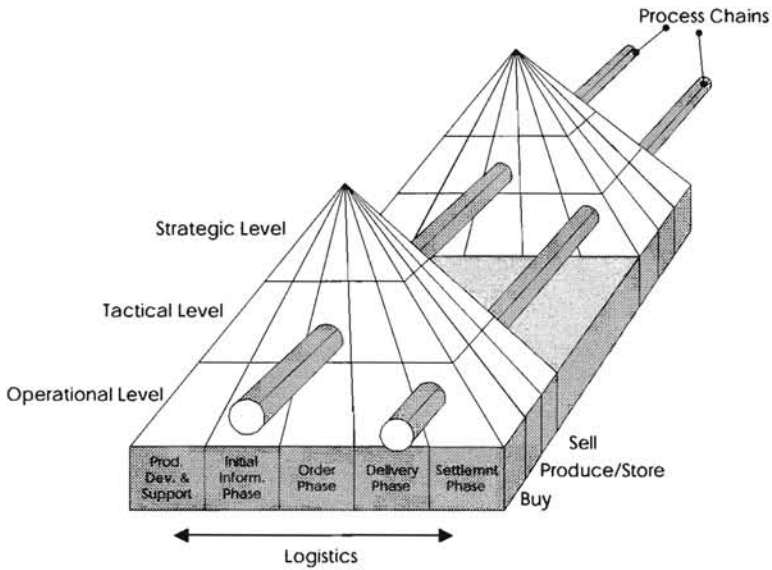 Process Chains
Strategic Level
Tactical Level
Operational Level
Prod.
Dev. &
Support
Initial
Inform.
Phase
Order
Phase
Delivery
Phase
Settlemnt
Phase
Sell
Produce/Store
Buy
Logistics